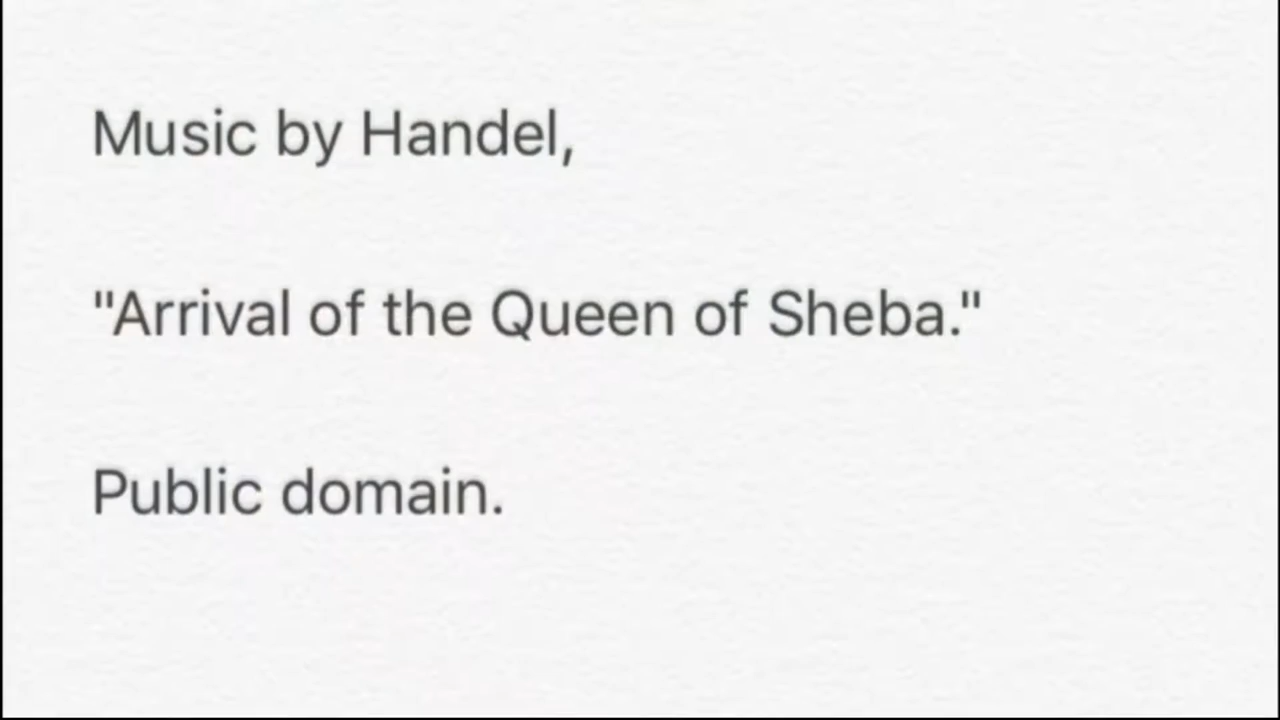 Music by Handel,
"Arrival of the Queen of Sheba."
Public domain.